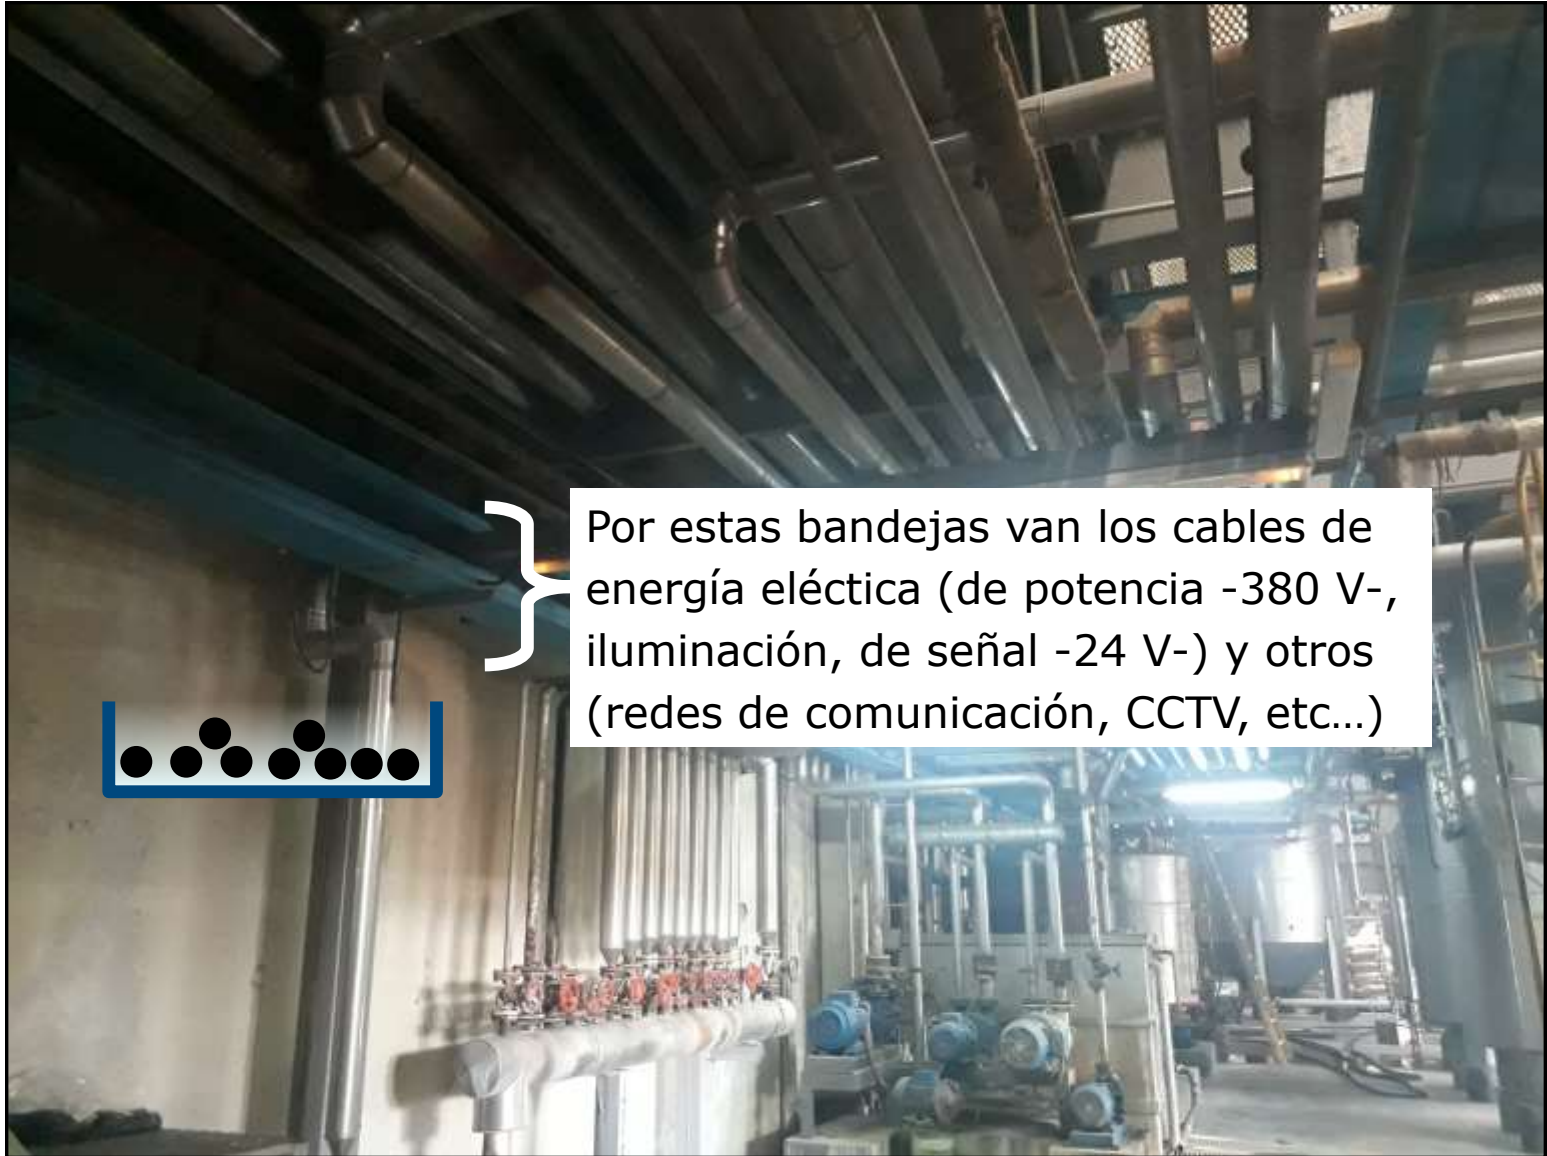 Por estas bandejas van los cables de
energía eléctica (de potencia -380 V-,
iluminación, de señal -24 V-) y otros
(redes de comunicación, CCTV, etc...)